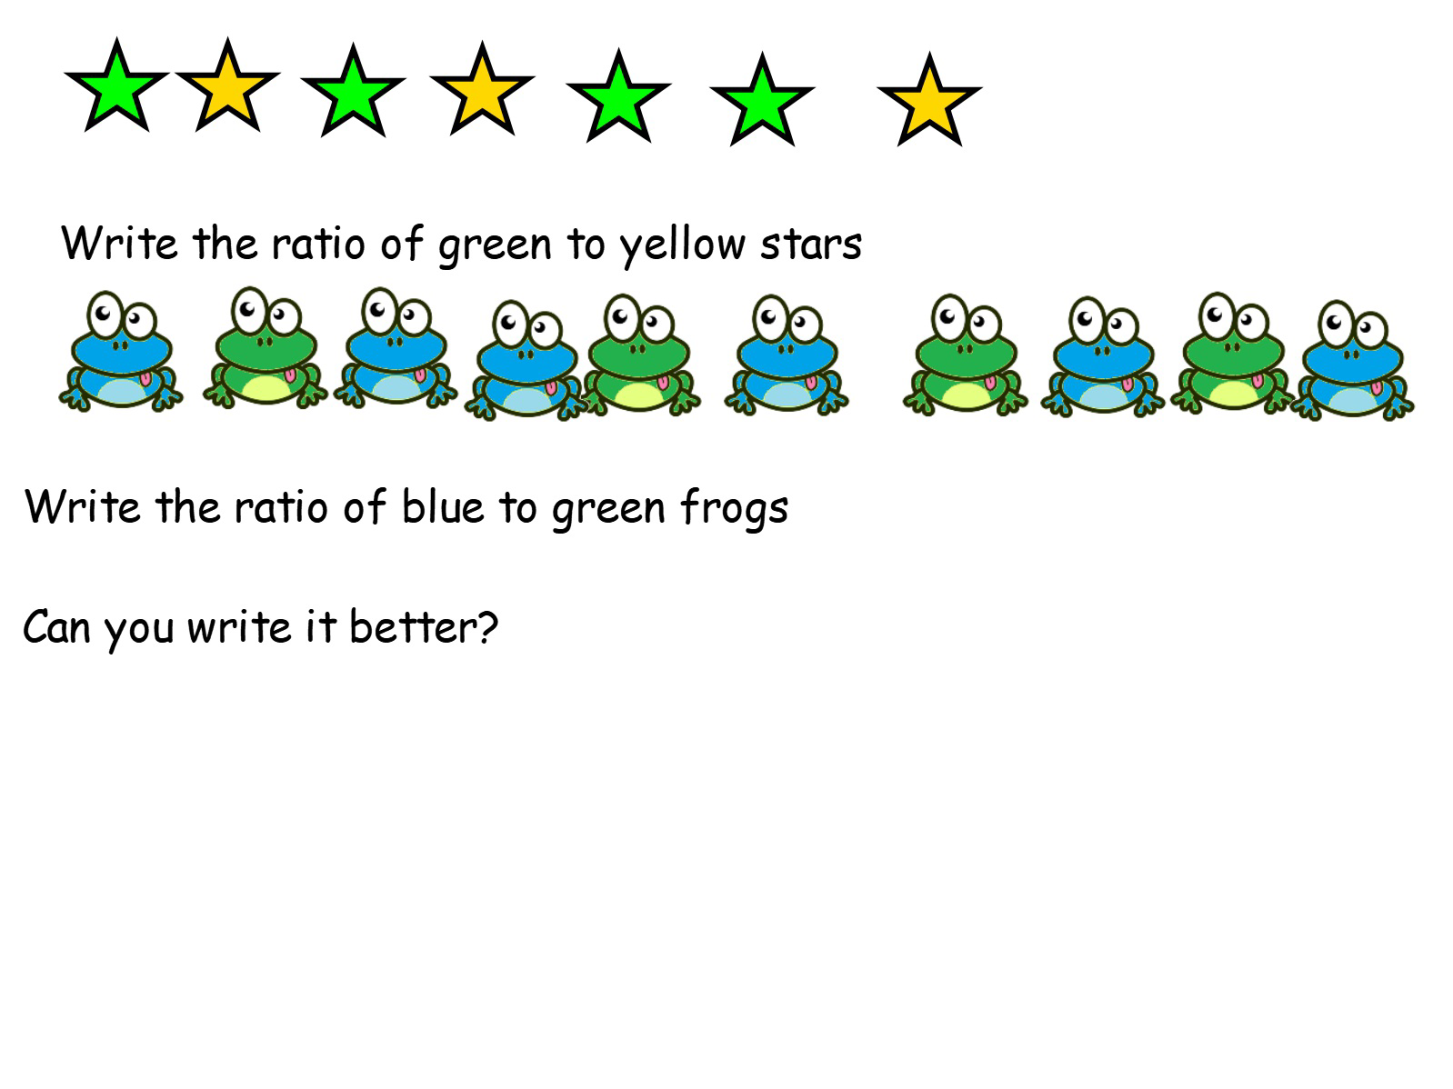 Write the ratio of green to yellow stars
Write the ratio of blue to green frogs
Can you write it better?